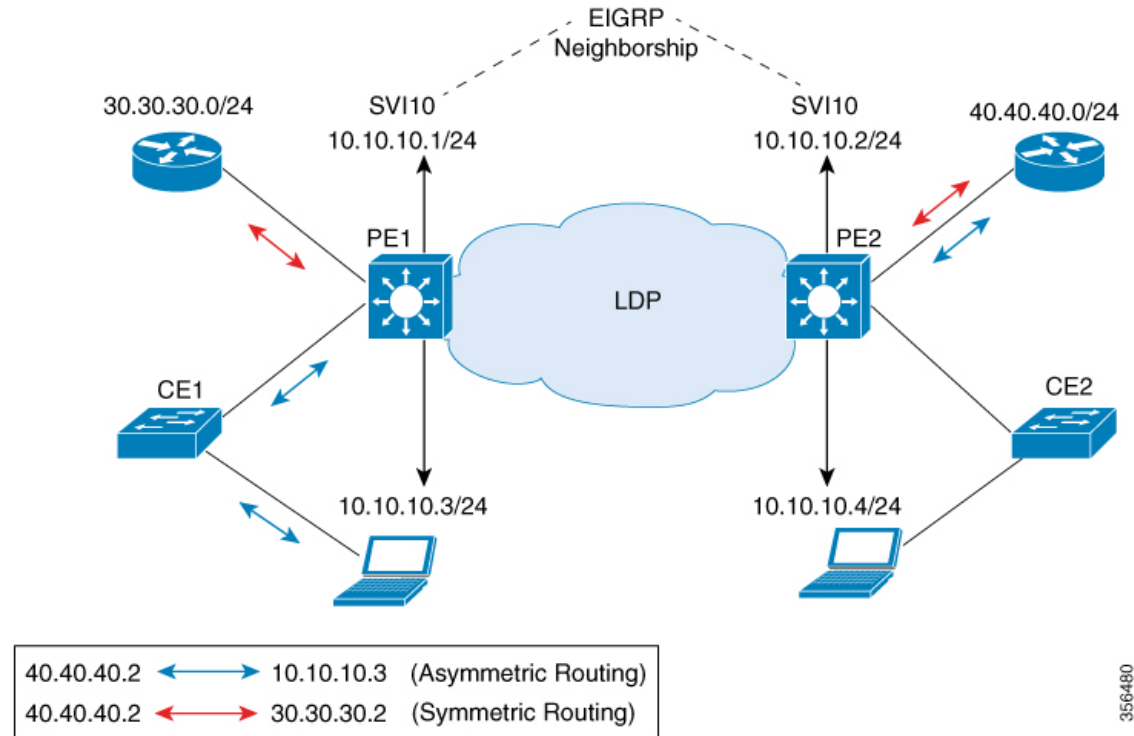 EIGRP
Neighborship
30.30.30.0/24
SVI10
10.10.10.1/24
SVI10
10.10.10.2/24
40.40.40.0/24
PE1
PE2
LDP
CE1
CE2
10.10.10.3/24
10.10.10.4/24
40.40.40.2 10.10.10.3 (Asymmetric Routing)
40.40.40.2 30.30.30.2 (Symmetric Routing)
356480